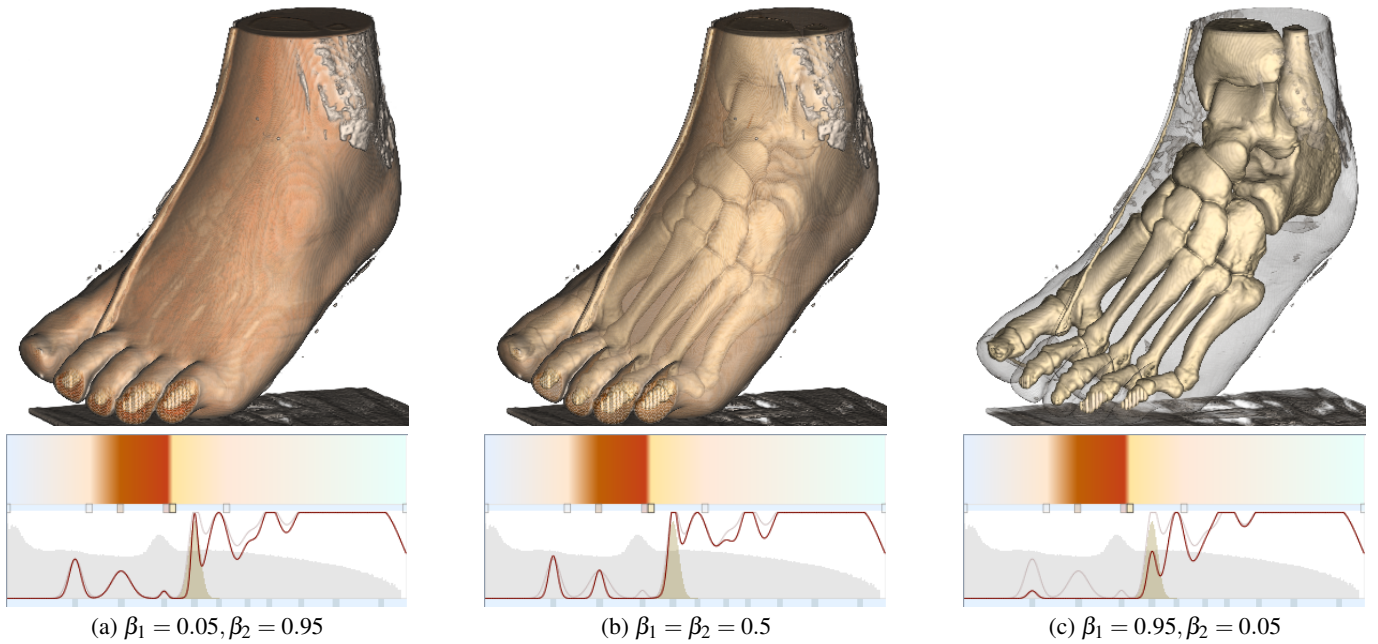 (a) β₁ = 0.05, β₂ = 0.95
(b) β₁ = β₂ = 0.5
(c) β₁ = 0.95, β₂ = 0.05